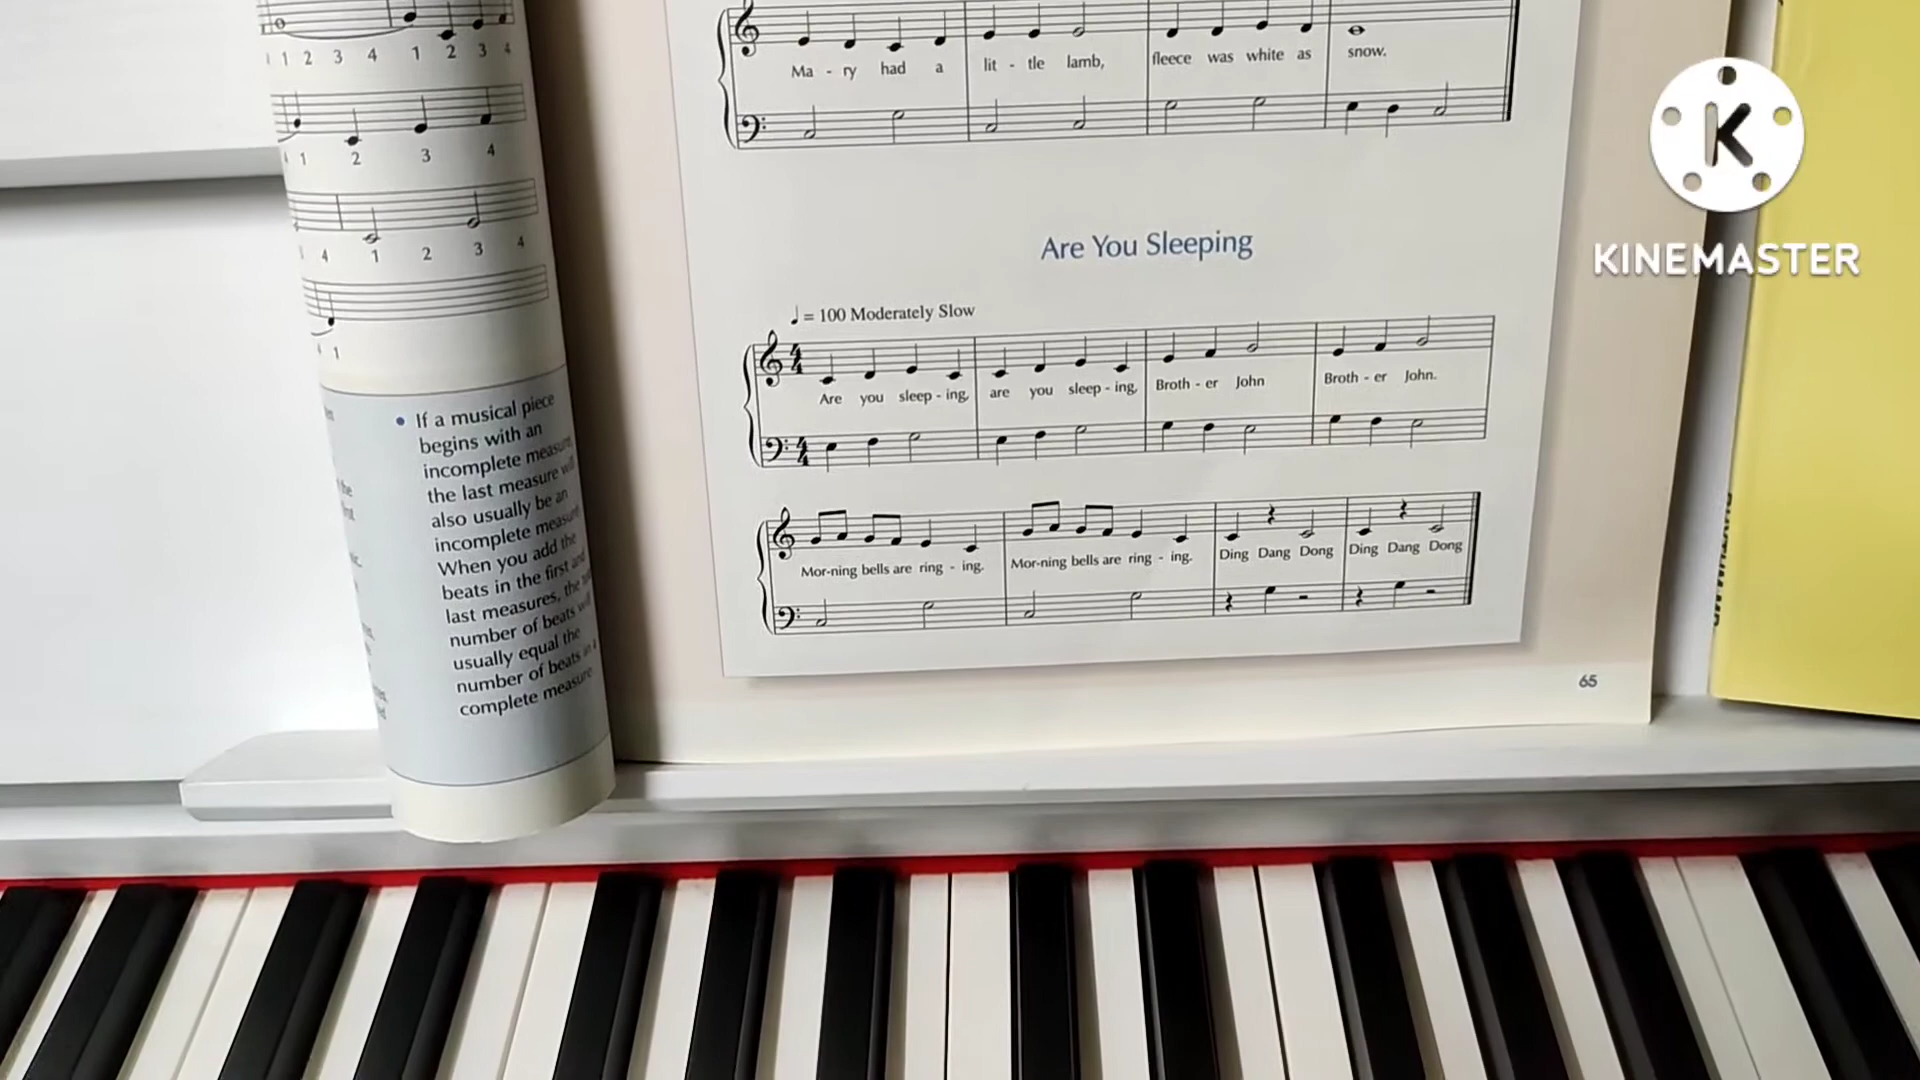 1 2 3 4 1 2 3 4
1 2 3 4
4 1 2 3 4
1
• If a musical piece
begins with an
incomplete measure,
the last measure will
also usually be an
incomplete measure.
When you add the
beats in the first and
last measures, the
number of beats will
usually equal the
number of beats in a
complete measure.
Ma - ry had a lit - tle lamb, fleece was white as snow.
Are You Sleeping
♩ = 100 Moderately Slow
4 4
Are you sleep - ing, are you sleep - ing, Broth - er John Broth - er John.
4 4
Mor-ning bells are ring - ing. Mor-ning bells are ring - ing. Ding Dang Dong Ding Dang Dong
65
K
KINEMASTER